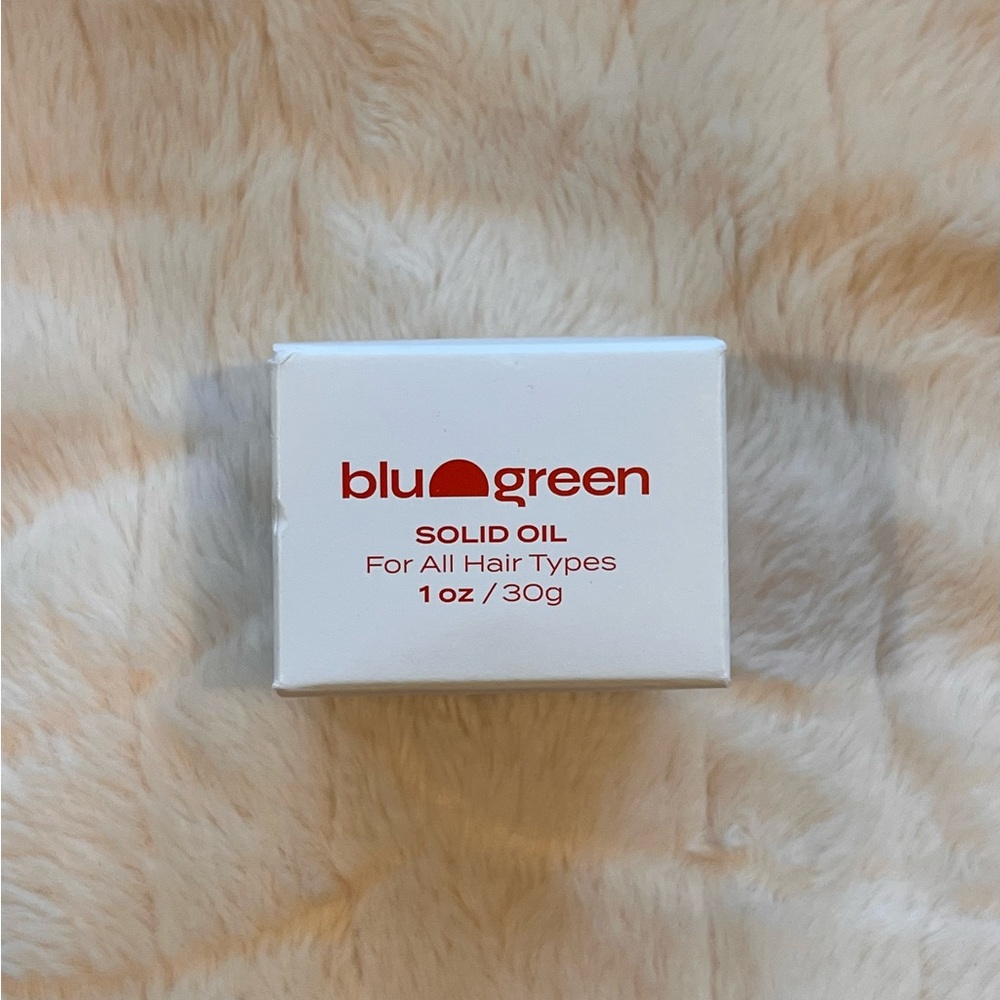 blu green
SOLID OIL
For All Hair Types
1 oz / 30g